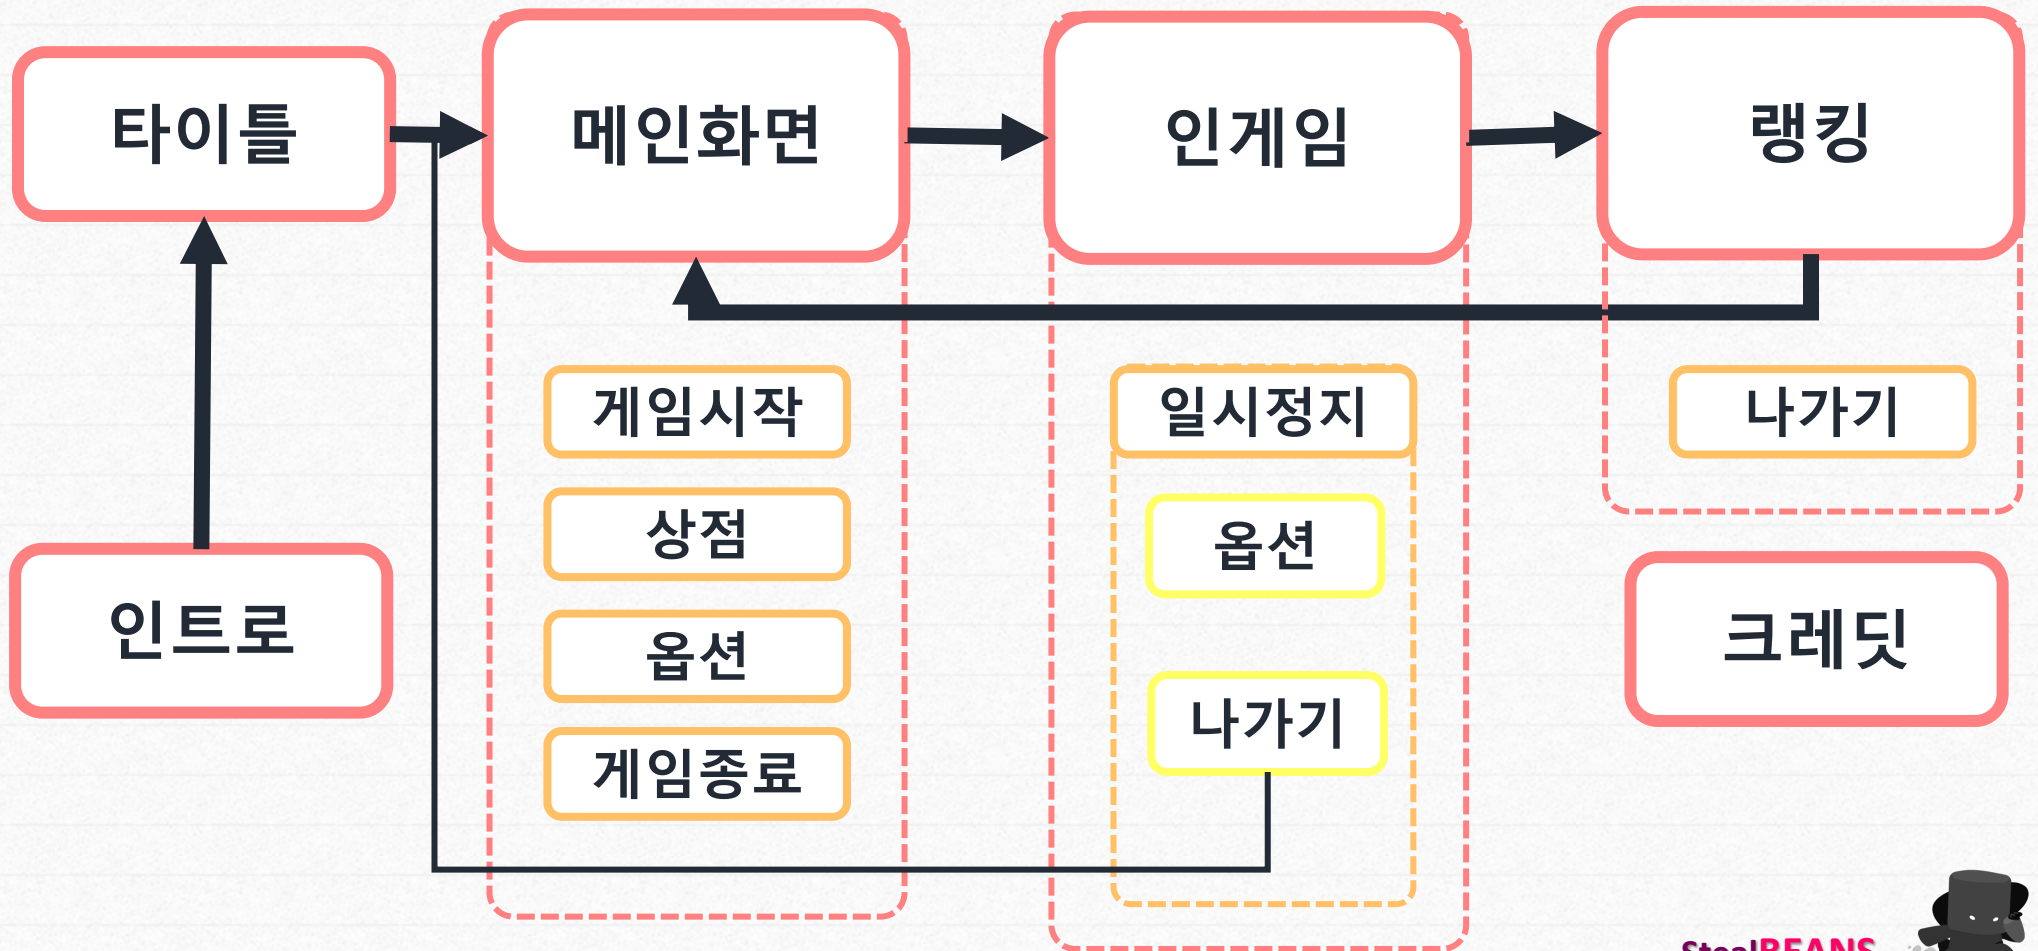 타이틀
메인화면
인게임
랭킹
게임시작
일시정지
나가기
상점
옵션
옵션
인트로
크레딧
나가기
게임종료
StealBEANS